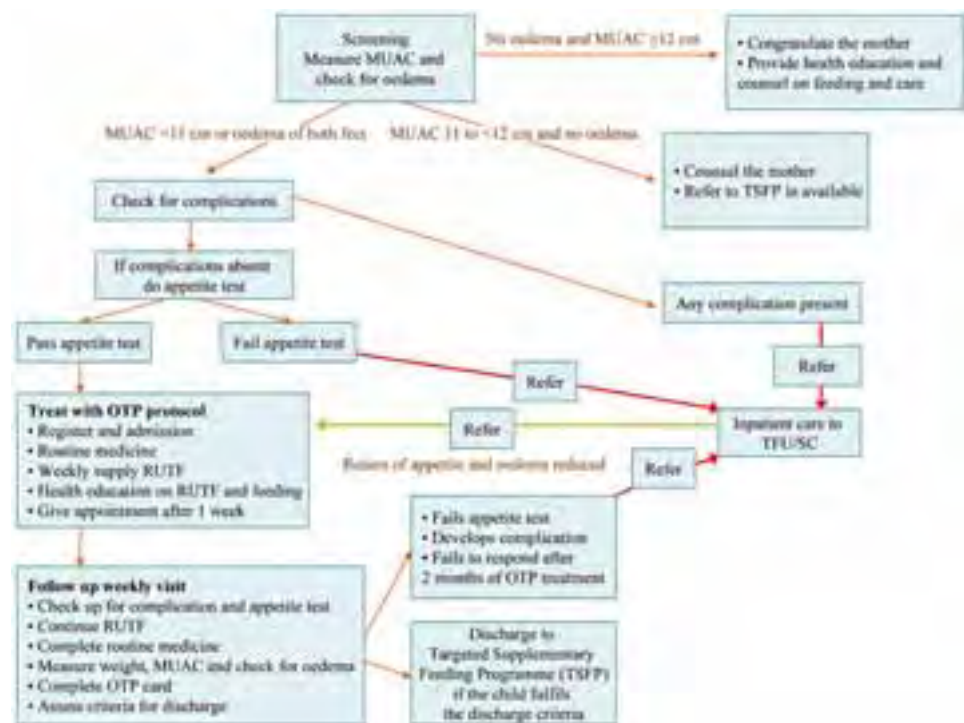 Screening
Measure MUAC and
check for oedema
No oedema and MUAC ≥12 cm
• Congratulate the mother
• Provide health education and
counsel on feeding and care
MUAC <11 cm or oedema of both feet
MUAC 11 to <12 cm and no oedema
• Counsel the mother
• Refer to TSFP in available
Check for complications
If complications absent
do appetite test
Any complication present
Pass appetite test
Fail appetite test
Refer
Refer
Treat with OTP protocol
• Register and admission
• Routine medicine
• Weekly supply RUTF
• Health education on RUTF and feeding
• Give appointment after 1 week
Refer
Inpatient care to
TFU/SC
Return of appetite and oedema reduced
Refer
• Fails appetite test
• Develops complication
• Fails to respond after
2 months of OTP treatment
Follow up weekly visit
• Check up for complication and appetite test
• Continue RUTF
• Complete routine medicine
• Measure weight, MUAC and check for oedema
• Complete OTP card
• Assess criteria for discharge
Discharge to
Targeted Supplementary
Feeding Programme (TSFP)
if the child fulfils
the discharge criteria